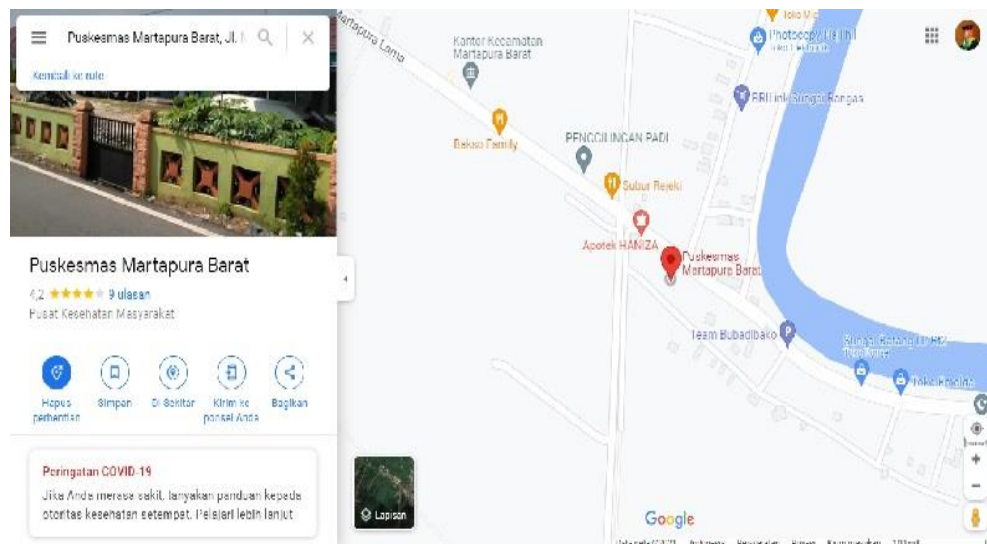 Puskesmas Martapura Barat, Jl.
Kembali ke rute
Puskesmas Martapura Barat
4,2
9 ulasan
Pusat Kesehatan Masyarakat
Hapus
perhentian
Simpan
Di Sekitar
Kirim ke
ponsel Anda
Bagikan
Peringatan COVID-19
Jika Anda merasa sakit, tanyakan panduan kepada
otoritas kesehatan setempat. Pelajari lebih lanjut
Martapura Lama
Kantor Kecamatan
Martapura Barat
Bakso Family
PENGGILINGAN PADI
Subur Rejeki
Apotek HANIZA
Puskesmas
Martapura Barat
Team Bubadibako
Photocopy
BRILink Sungai Rangas
Lapisan
Google